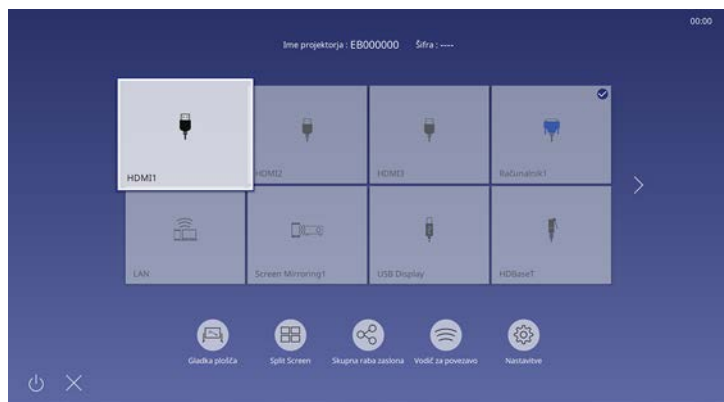 00:00
Ime projektorja : EB000000 Šifra : ----
HDMI1 HDMI2 HDMI3 Računalnik1
LAN Screen Mirroring1 USB Display HDBaseT
Gladka plošča Split Screen Skupna raba zaslona Vodič za povezavo Nastavitve